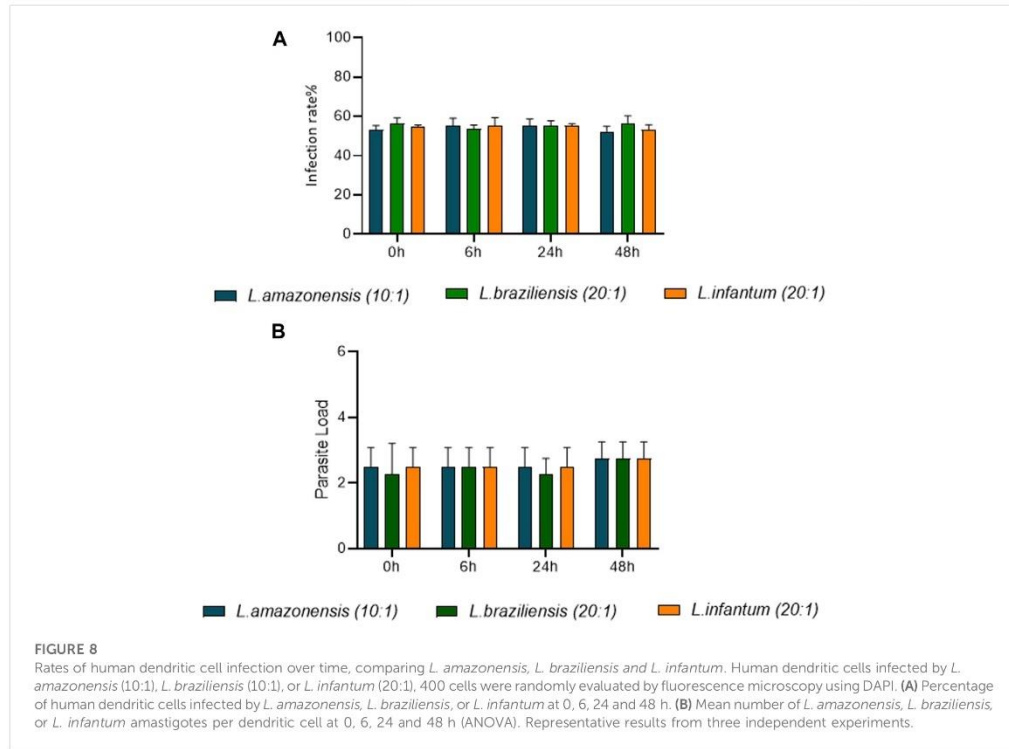 A
100
80
60
40
20
0
Infection rate%
0h 6h 24h 48h
L.amazonensis (10:1) L.braziliensis (20:1) L.infantum (20:1)
B
6
4
2
0
Parasite Load
0h 6h 24h 48h
L.amazonensis (10:1) L.braziliensis (20:1) L.infantum (20:1)
FIGURE 8
Rates of human dendritic cell infection over time, comparing L. amazonensis, L. braziliensis and L. infantum. Human dendritic cells infected by L.
amazonensis (10:1), L. braziliensis (10:1), or L. infantum (20:1), 400 cells were randomly evaluated by fluorescence microscopy using DAPI. (A) Percentage
of human dendritic cells infected by L. amazonensis, L. braziliensis, or L. infantum at 0, 6, 24 and 48 h. (B) Mean number of L. amazonensis, L. braziliensis,
or L. infantum amastigotes per dendritic cell at 0, 6, 24 and 48 h (ANOVA). Representative results from three independent experiments.